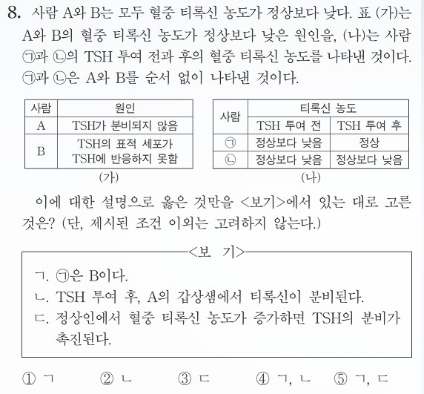 8. 사람 A와 B는 모두 혈중 티록신 농도가 정상보다 낮다. 표 (가)는
A와 B의 혈중 티록신 농도가 정상보다 낮은 원인을, (나)는 사람
㉠과 ㉡의 TSH 투여 전과 후의 혈중 티록신 농도를 나타낸 것이다.
㉠과 ㉡은 A와 B를 순서 없이 나타낸 것이다.
사람 원인
A TSH가 분비되지 않음
B TSH의 표적 세포가
TSH에 반응하지 못함
(가)
사람 티록신 농도
TSH 투여 전 TSH 투여 후
㉠ 정상보다 낮음 정상
㉡ 정상보다 낮음 정상보다 낮음
(나)
이에 대한 설명으로 옳은 것만을 <보기>에서 있는 대로 고른
것은? (단, 제시된 조건 이외는 고려하지 않는다.)
<보 기>
ㄱ. ㉠은 B이다.
ㄴ. TSH 투여 후, A의 갑상샘에서 티록신이 분비된다.
ㄷ. 정상인에서 혈중 티록신 농도가 증가하면 TSH의 분비가
촉진된다.
① ㄱ ② ㄴ ③ ㄷ ④ ㄱ, ㄴ ⑤ ㄱ, ㄷ